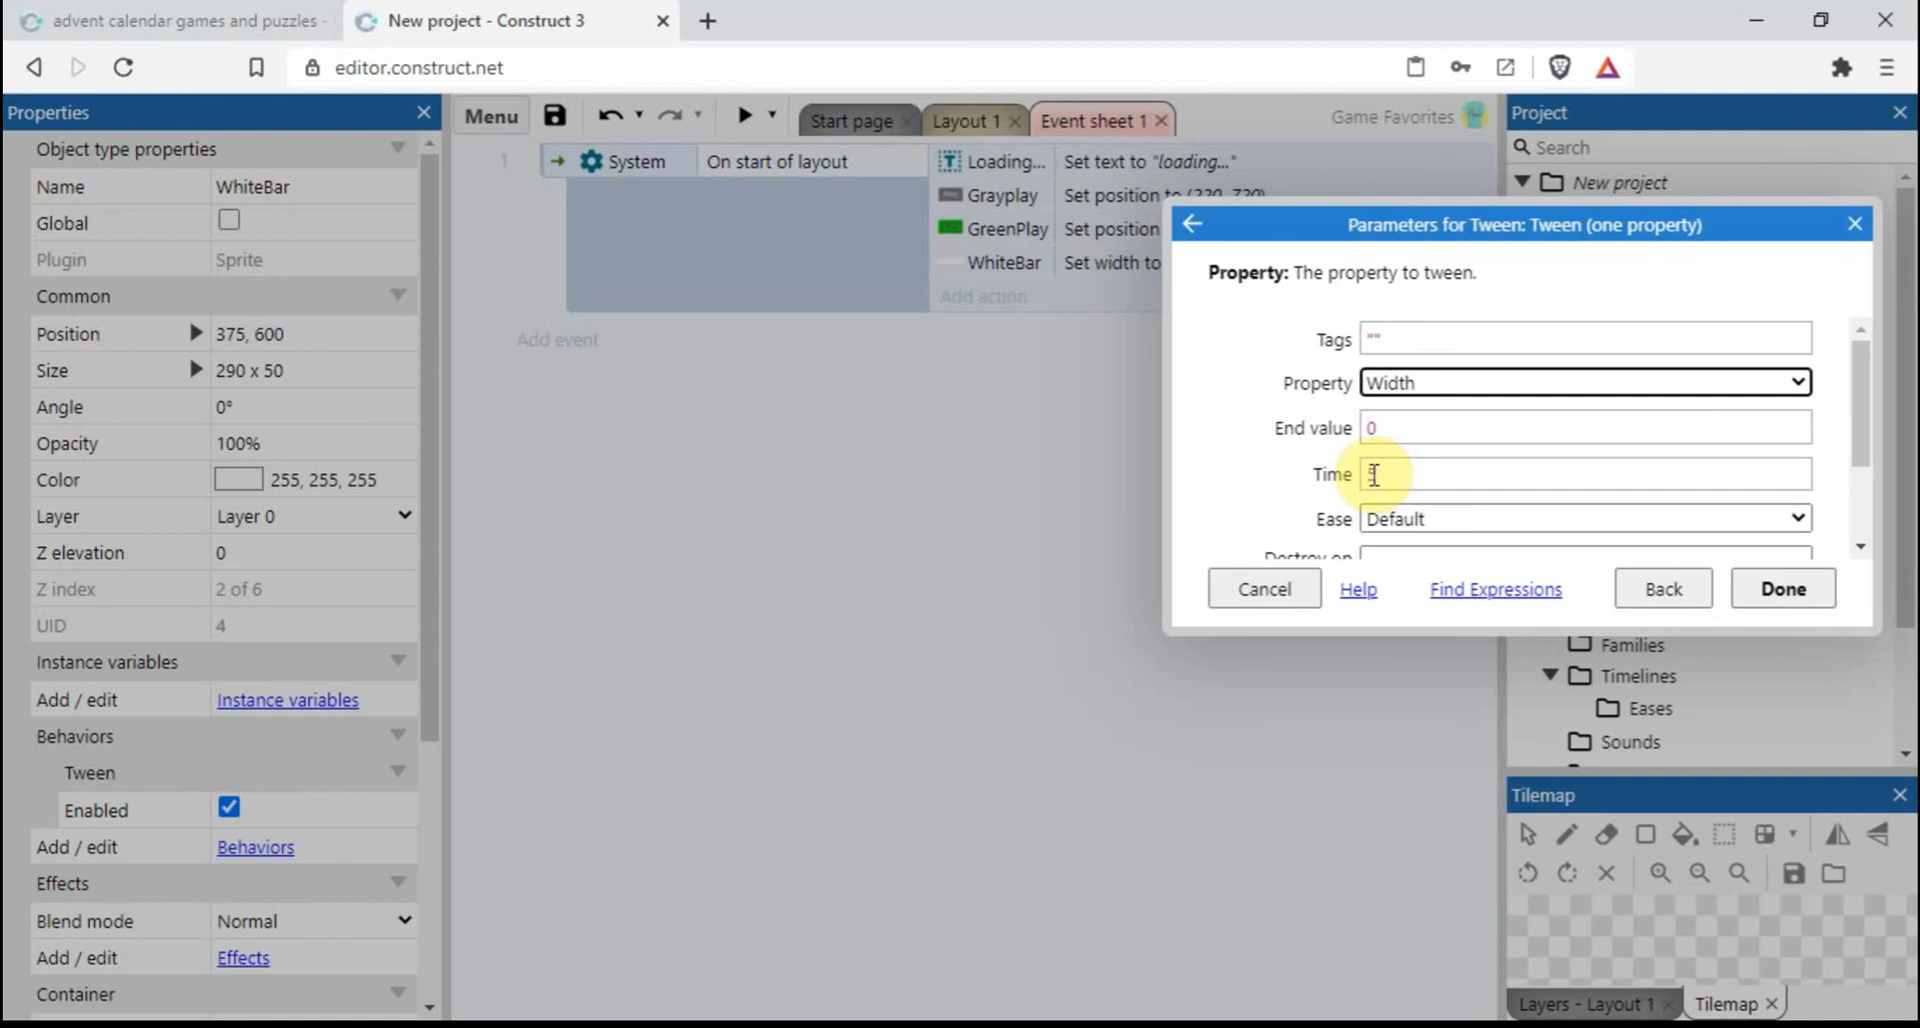 advent calendar games and puzzles -
New project - Construct 3
editor.construct.net
Properties
Object type properties
Name WhiteBar
Global
Plugin Sprite
Common
Position 375, 600
Size 290 x 50
Angle 0°
Opacity 100%
Color 255, 255, 255
Layer Layer 0
Z elevation 0
Z index 2 of 6
UID 4
Instance variables
Add / edit Instance variables
Behaviors
Tween
Enabled
Add / edit Behaviors
Effects
Blend mode Normal
Add / edit Effects
Container
Menu
Start page
Layout 1
Event sheet 1
Game Favorites
1
System On start of layout
Loading... Set text to "loading..."
Grayplay Set position to (220, 720)
GreenPlay Set position
WhiteBar Set width to
Add action
Add event
Parameters for Tween: Tween (one property)
Property: The property to tween.
Tags ""
Property Width
End value 0
Time
Ease Default
Destroy on
Cancel
Help
Find Expressions
Back
Done
Project
Search
New project
Families
Timelines
Eases
Sounds
Tilemap
Layers - Layout 1
Tilemap